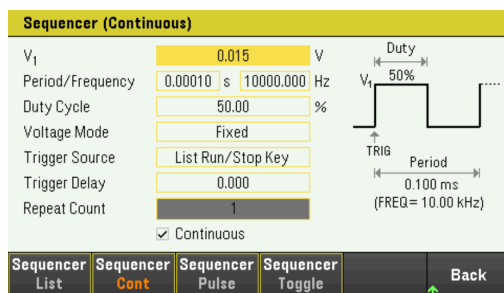 Sequencer (Continuous)
V1 0.015 V
Period/Frequency 0.00010 s 10000.000 Hz
Duty Cycle 50.00 %
Voltage Mode Fixed
Trigger Source List Run/Stop Key
Trigger Delay 0.000
Repeat Count 1
Continuous
Duty
V1 50%
TRIG
Period
0.100 ms
(FREQ= 10.00 kHz)
Sequencer List
Sequencer Cont
Sequencer Pulse
Sequencer Toggle
Back